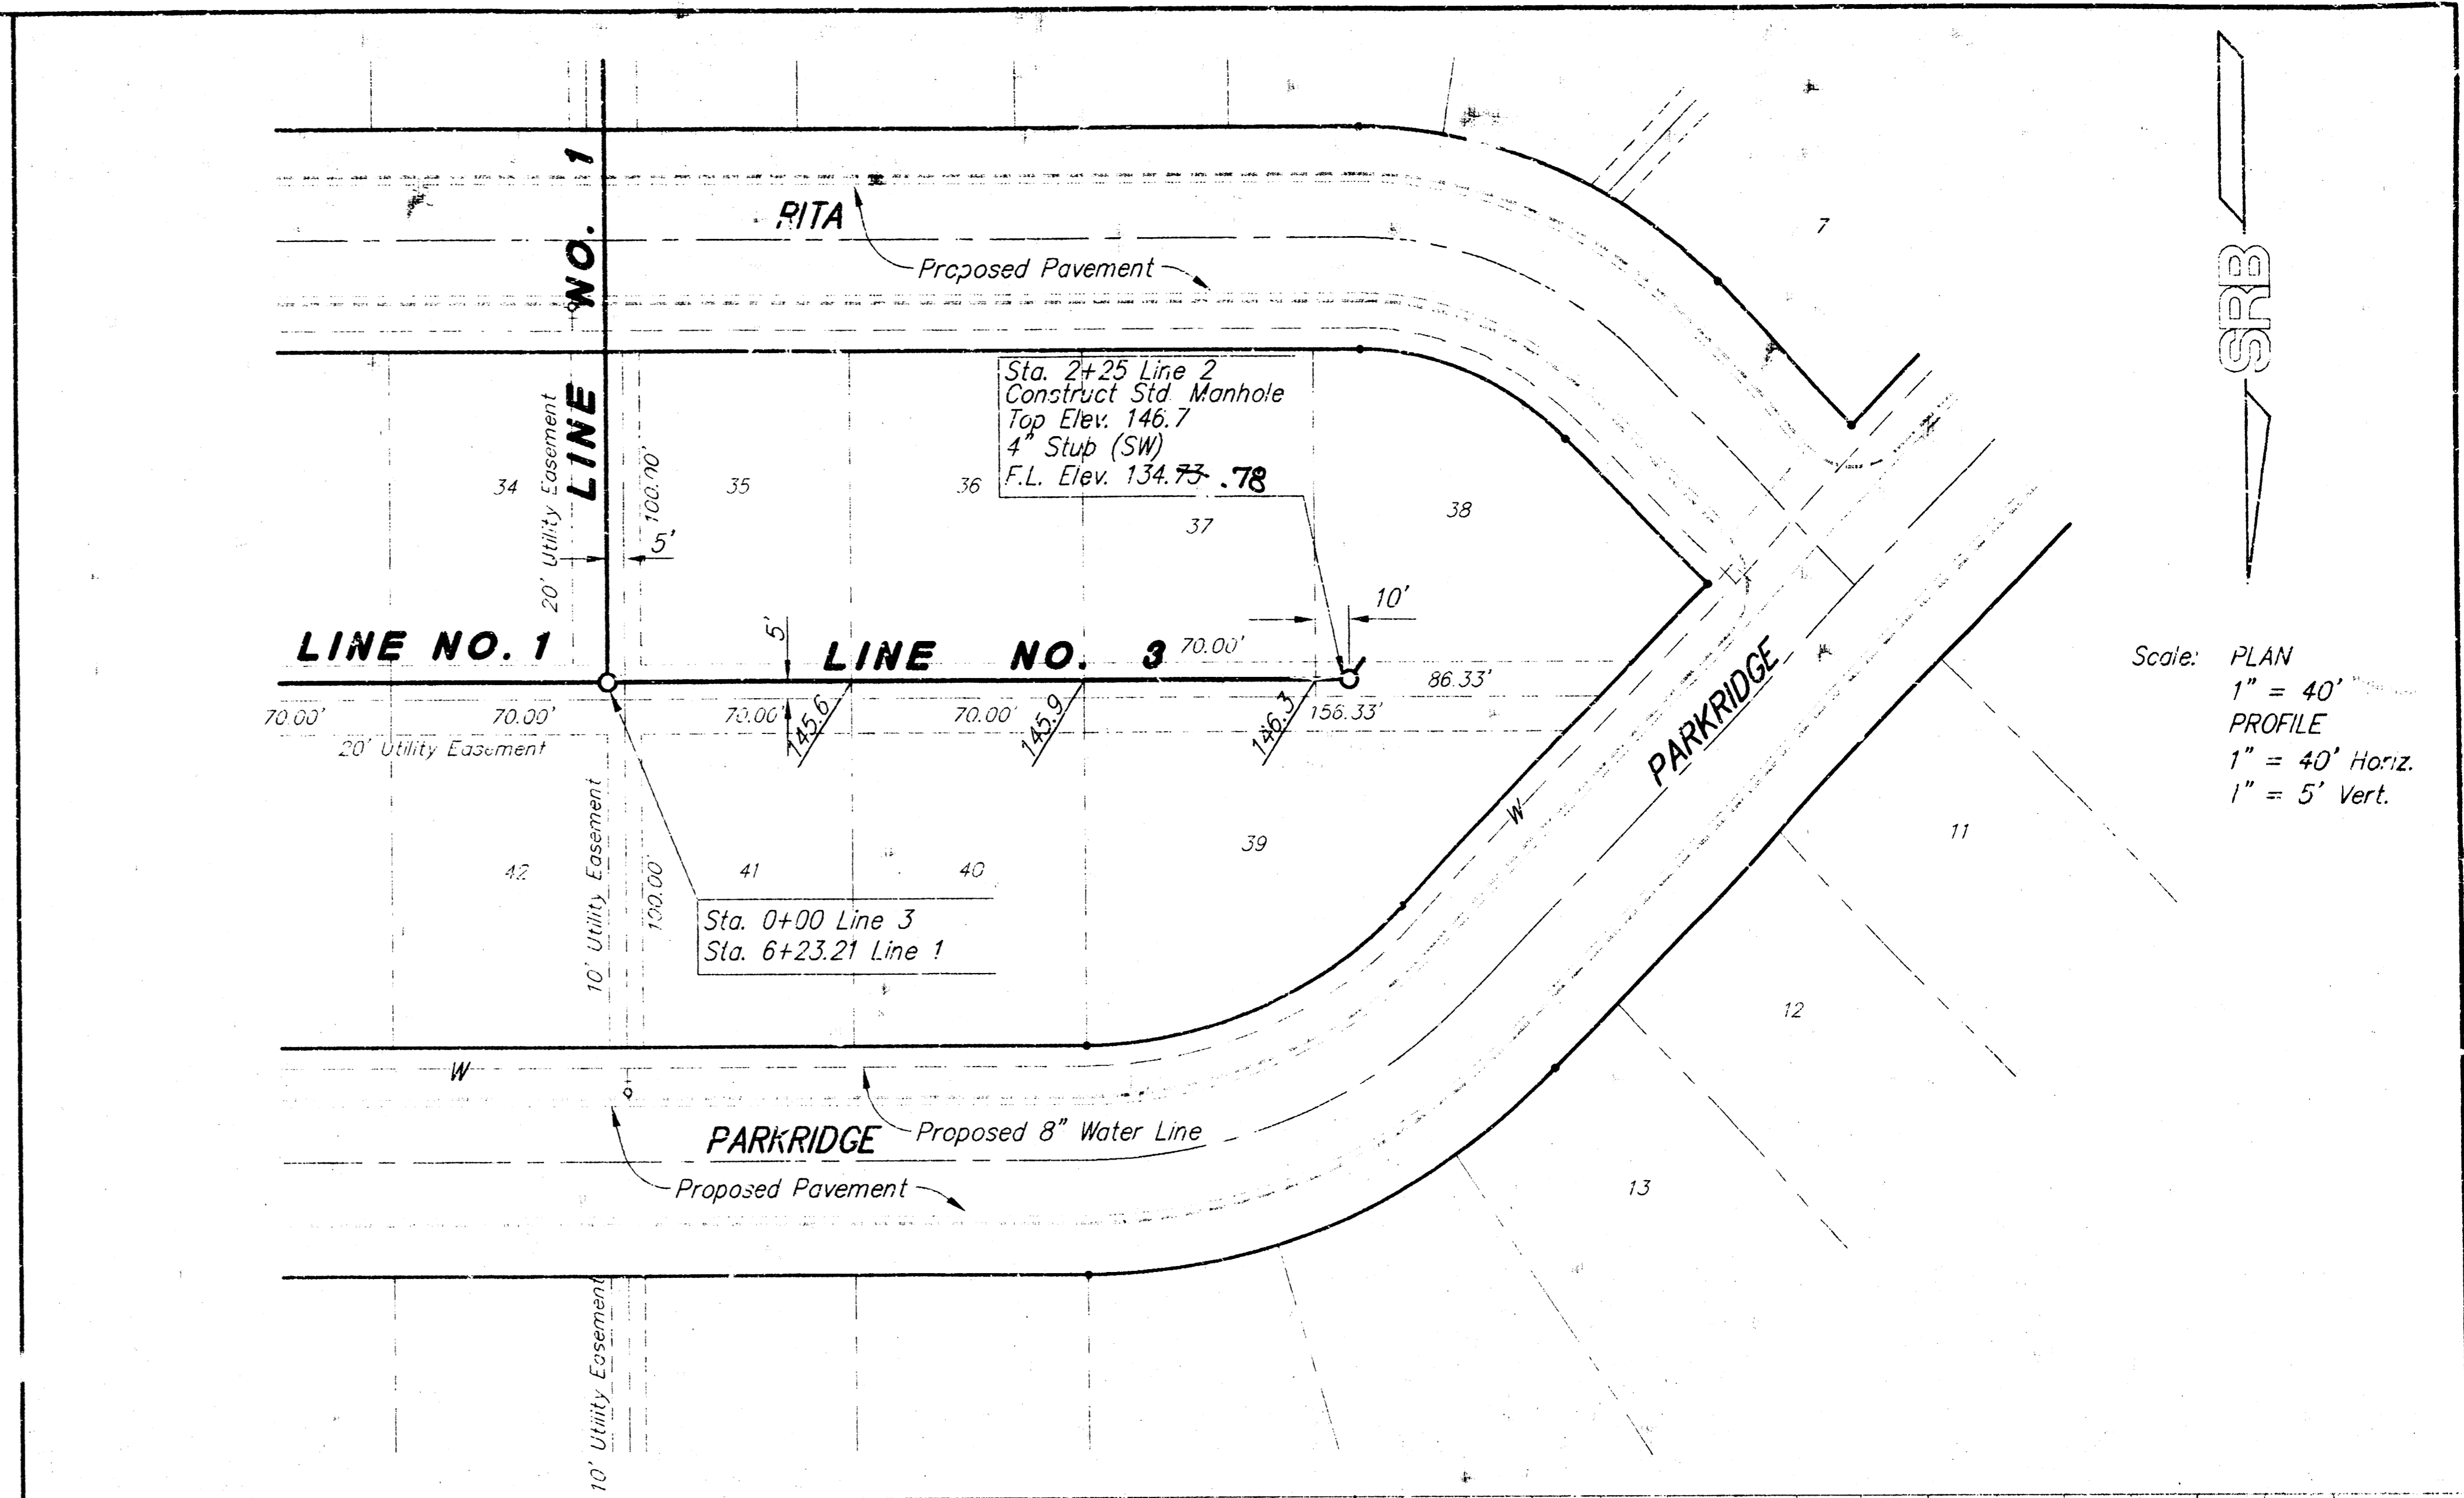 LINE NO. 1
RITA
Proposed Pavement
7
SRB
Sta. 2+25 Line 2
Construct Std. Manhole
Top Elev. 146.7
4" Stub (SW)
F.L. Elev. 134.73 .78
20' Utility Easement
100.00'
34
35
36
37
38
5'
10'
LINE NO. 1
5'
LINE NO. 3
70.00'
86.33'
70.00'
70.00'
70.00'
70.00'
156.33'
145.6
145.9
146.3
20' Utility Easement
PARKRIDGE
Scale: PLAN
1" = 40'
PROFILE
1" = 40' Horiz.
1" = 5' Vert.
W
11
10' Utility Easement
100.00'
42
41
40
39
Sta. 0+00 Line 3
Sta. 6+23.21 Line 1
12
W
PARKRIDGE
Proposed 8" Water Line
Proposed Pavement
13
10' Utility Easement